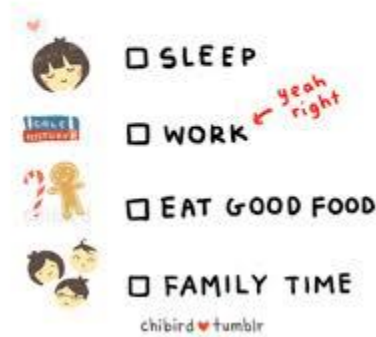 SLEEP
yeah
right
WORK
EAT GOOD FOOD
FAMILY TIME
chibird tumblr